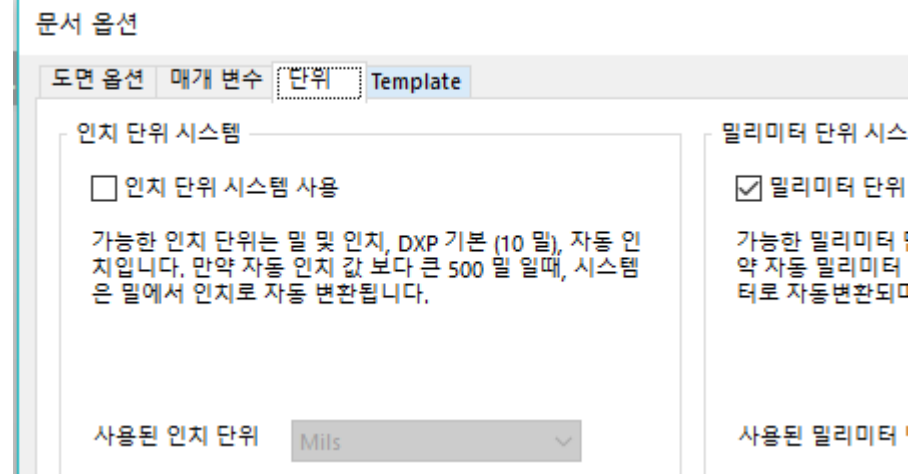 문서 옵션
도면 옵션 매개 변수 단위 Template
인치 단위 시스템
인치 단위 시스템 사용
가능한 인치 단위는 밀 및 인치, DXP 기본 (10 밀), 자동 인
치입니다. 만약 자동 인치 값 보다 큰 500 밀 일때, 시스템
은 밀에서 인치로 자동 변환됩니다.
사용된 인치 단위 Mils
밀리미터 단위 시스
밀리미터 단위
가능한 밀리미터
약 자동 밀리미터
터로 자동변환되
사용된 밀리미터